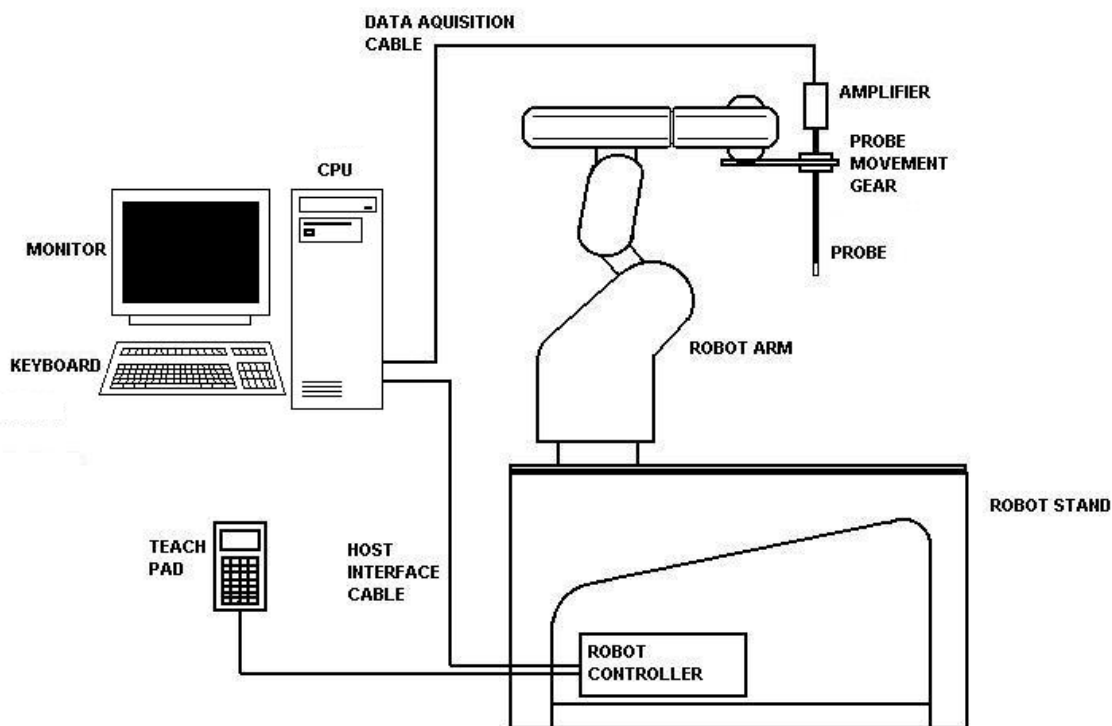 DATA AQUISITION
CABLE
AMPLIFIER
PROBE
MOVEMENT
GEAR
CPU
MONITOR
PROBE
KEYBOARD
ROBOT ARM
ROBOT STAND
TEACH
PAD
HOST
INTERFACE
CABLE
ROBOT
CONTROLLER